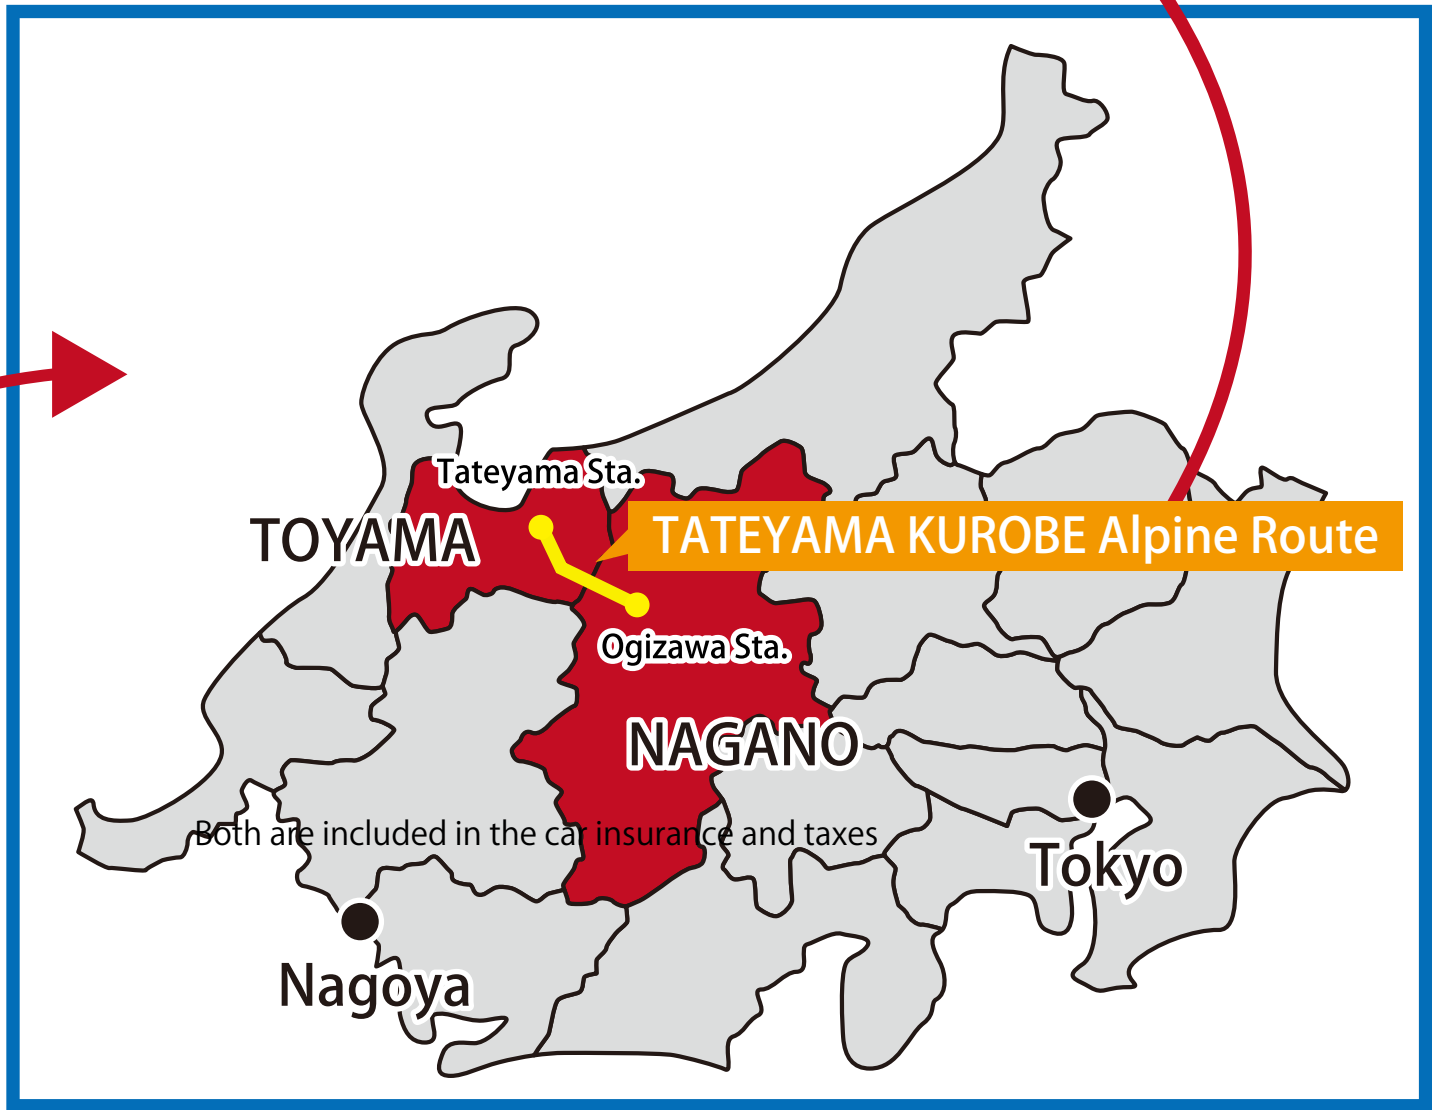 Tateyama Sta.
TOYAMA
TATEYAMA KUROBE Alpine Route
Ogizawa Sta.
NAGANO
Both are included in the car insurance and taxes
Tokyo
Nagoya